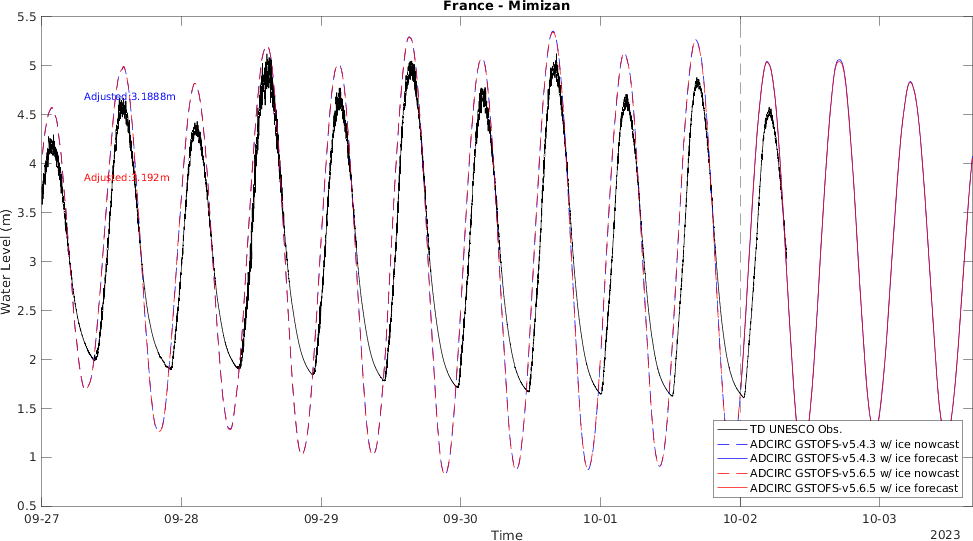 France - Mimizan
5.5
5
4.5
4
3.5
3
2.5
2
1.5
1
0.5
Water Level (m)
Adjusted:3.1888m
Adjusted:3.192m
TD UNESCO Obs.
ADCIRC GSTOFS-v5.4.3 w/ ice nowcast
ADCIRC GSTOFS-v5.4.3 w/ ice forecast
ADCIRC GSTOFS-v5.6.5 w/ ice nowcast
ADCIRC GSTOFS-v5.6.5 w/ ice forecast
09-27 09-28 09-29 09-30 10-01 10-02 10-03
Time
2023